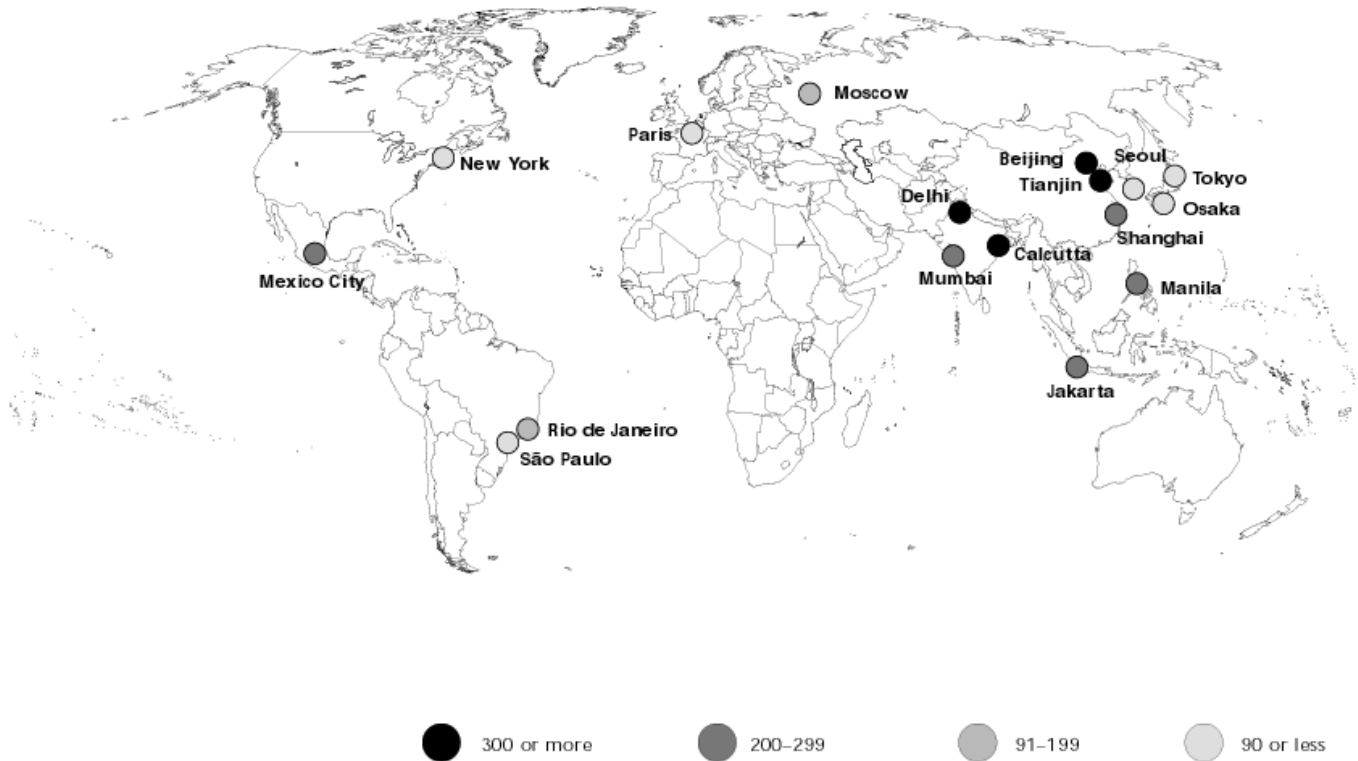 Moscow
Paris
New York
Beijing
Seoul
Tianjin
Tokyo
Delhi
Osaka
Shanghai
Calcutta
Mumbai
Mexico City
Manila
Jakarta
Rio de Janeiro
São Paulo
300 or more
200–299
91–199
90 or less